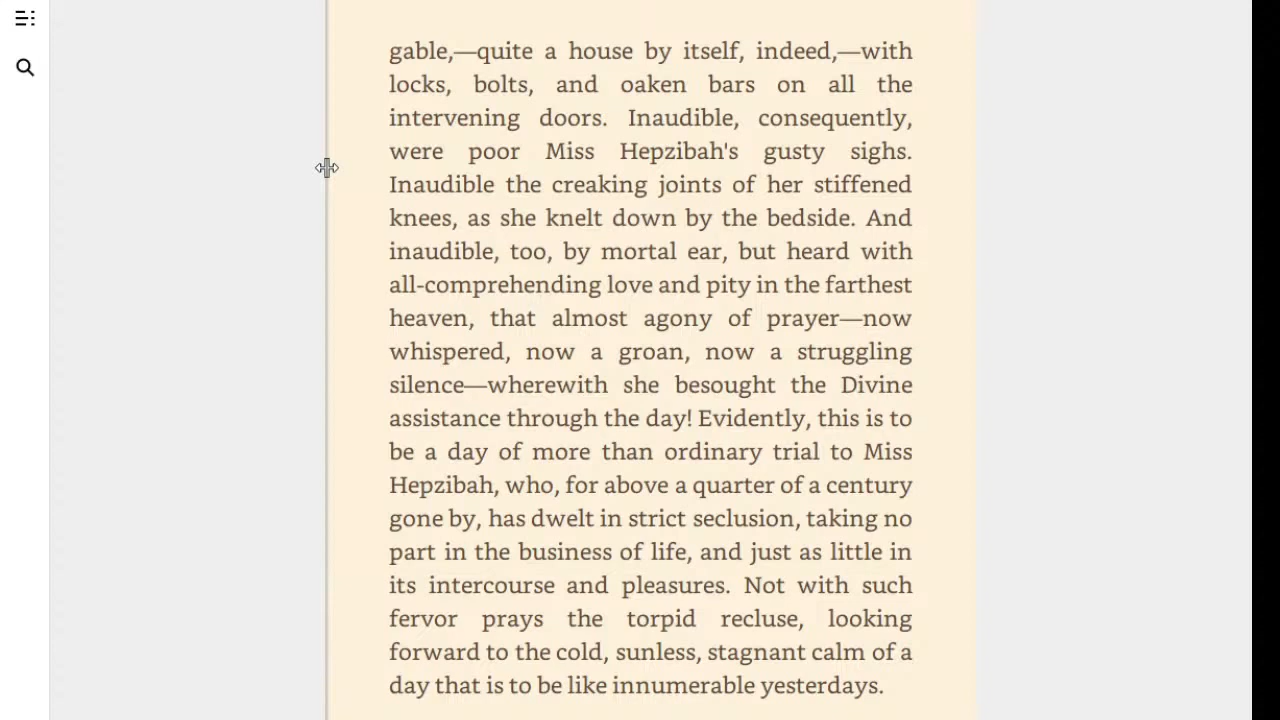 gable,—quite a house by itself, indeed,—with
locks, bolts, and oaken bars on all the
intervening doors. Inaudible, consequently,
were poor Miss Hepzibah's gusty sighs.
Inaudible the creaking joints of her stiffened
knees, as she knelt down by the bedside. And
inaudible, too, by mortal ear, but heard with
all-comprehending love and pity in the farthest
heaven, that almost agony of prayer—now
whispered, now a groan, now a struggling
silence—wherewith she besought the Divine
assistance through the day! Evidently, this is to
be a day of more than ordinary trial to Miss
Hepzibah, who, for above a quarter of a century
gone by, has dwelt in strict seclusion, taking no
part in the business of life, and just as little in
its intercourse and pleasures. Not with such
fervor prays the torpid recluse, looking
forward to the cold, sunless, stagnant calm of a
day that is to be like innumerable yesterdays.